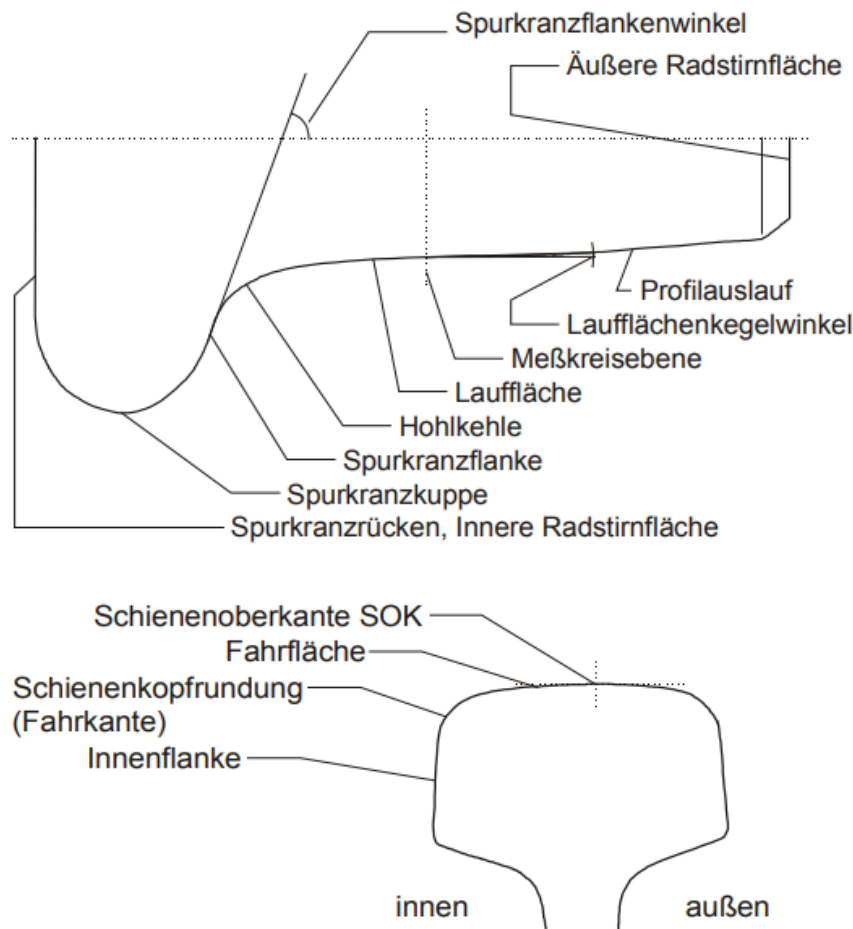 Spurkranzflankenwinkel
Äußere Radstirnfläche
Profilauslauf
Laufflächenkegelwinkel
Meßkreisebene
Lauffläche
Hohlkehle
Spurkranzflanke
Spurkranzkuppe
Spurkranzrücken, Innere Radstirnfläche
Schienenoberkante SOK
Fahrfläche
Schienenkopfrundung
(Fahrkante)
Innenflanke
innen
außen